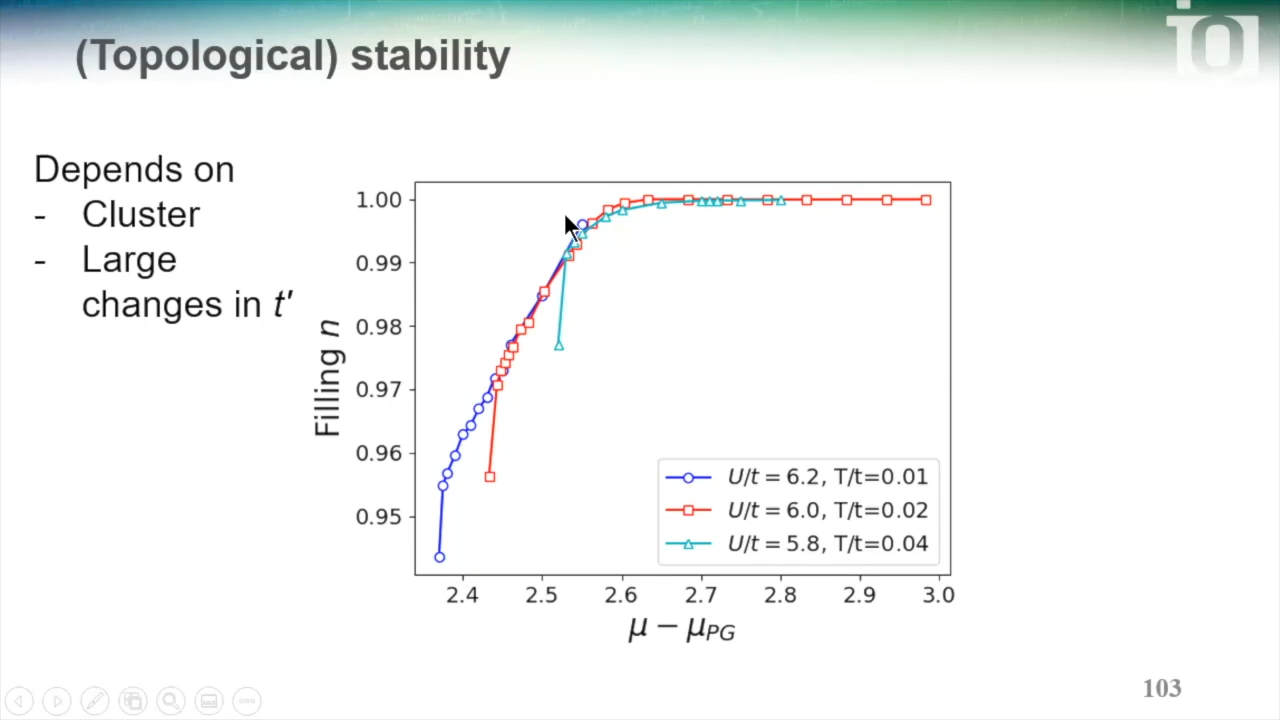 (Topological) stability
iQ
Depends on
- Cluster
- Large
changes in t'
Filling n
1.00
0.99
0.98
0.97
0.96
0.95
2.4 2.5 2.6 2.7 2.8 2.9 3.0
μ − μPG
U/t = 6.2, T/t=0.01
U/t = 6.0, T/t=0.02
U/t = 5.8, T/t=0.04
103